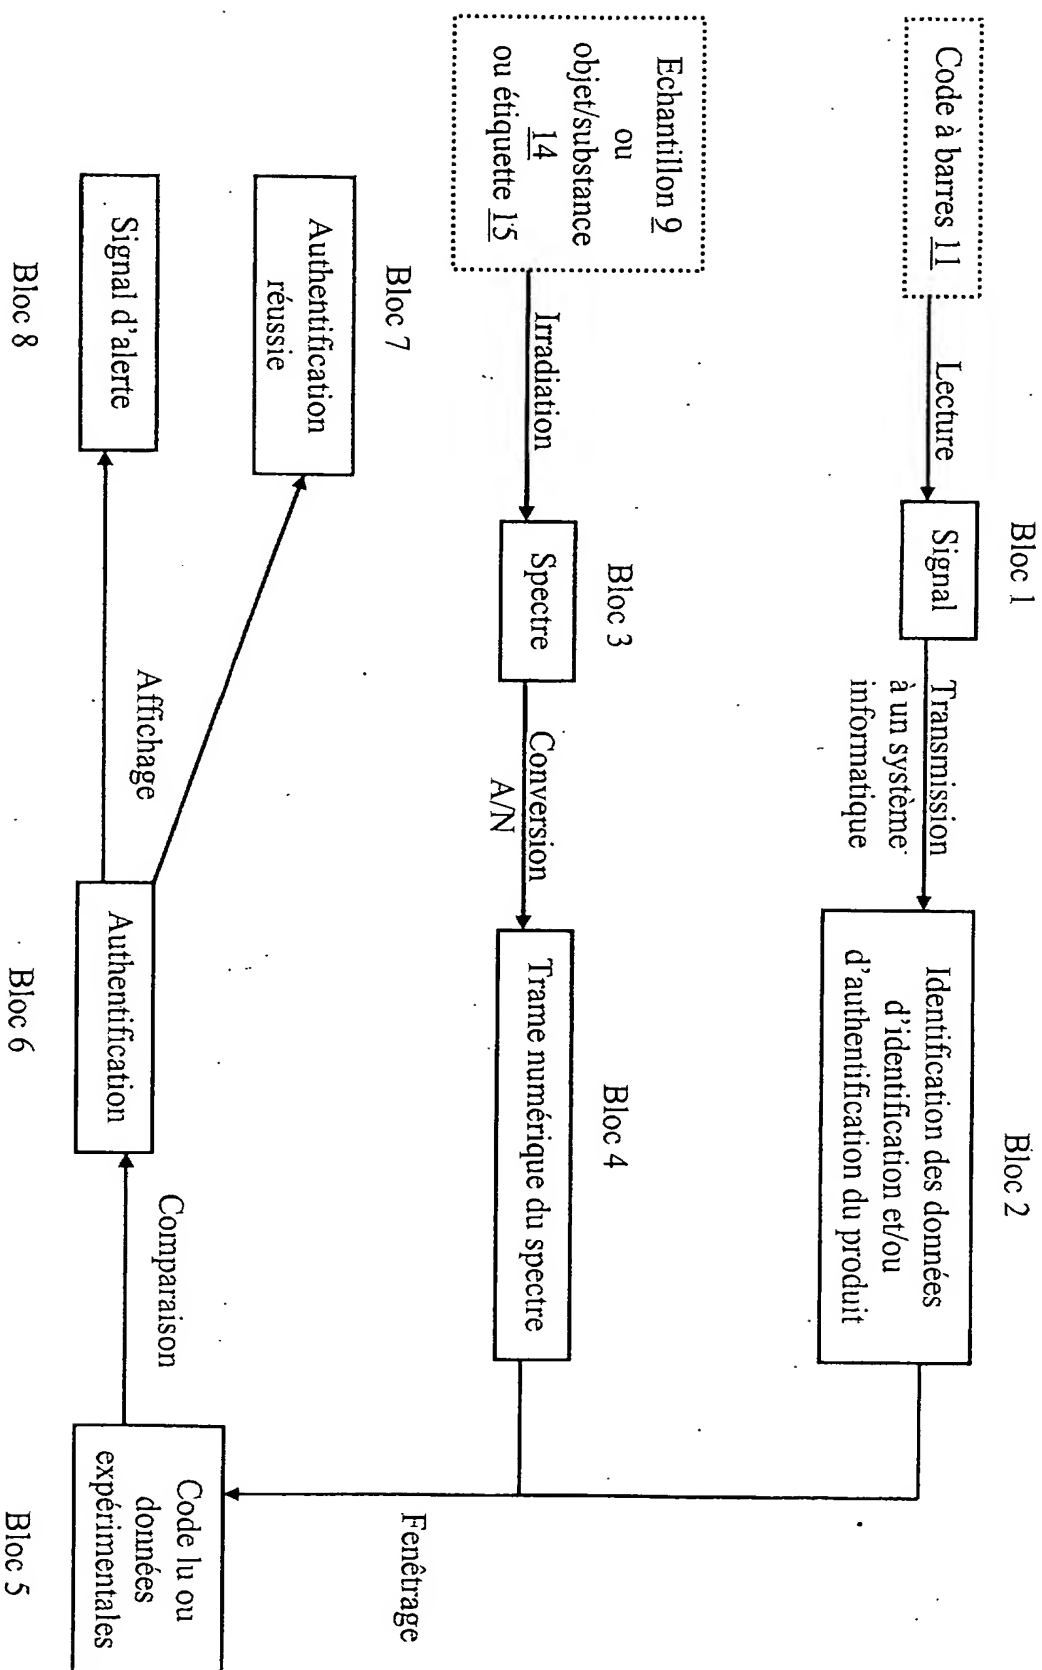 Bloc 1
Bloc 2
Code à barres 11
Lecture
Signal
Transmission
à un système
informatique
Identification des données
d'identification et/ou
d'authentification du produit
Bloc 3
Bloc 4
Echantillon 9
ou
objet/substance
14
ou étiquette 15
Irradiation
Spectre
Conversion
A/N
Trame numérique du spectre
Fenêtrage
Bloc 7
Authentification
réussie
Signal d'alerte
Bloc 8
Affichage
Authentification
Bloc 6
Comparaison
Code lu ou
données
expérimentales
Bloc 5